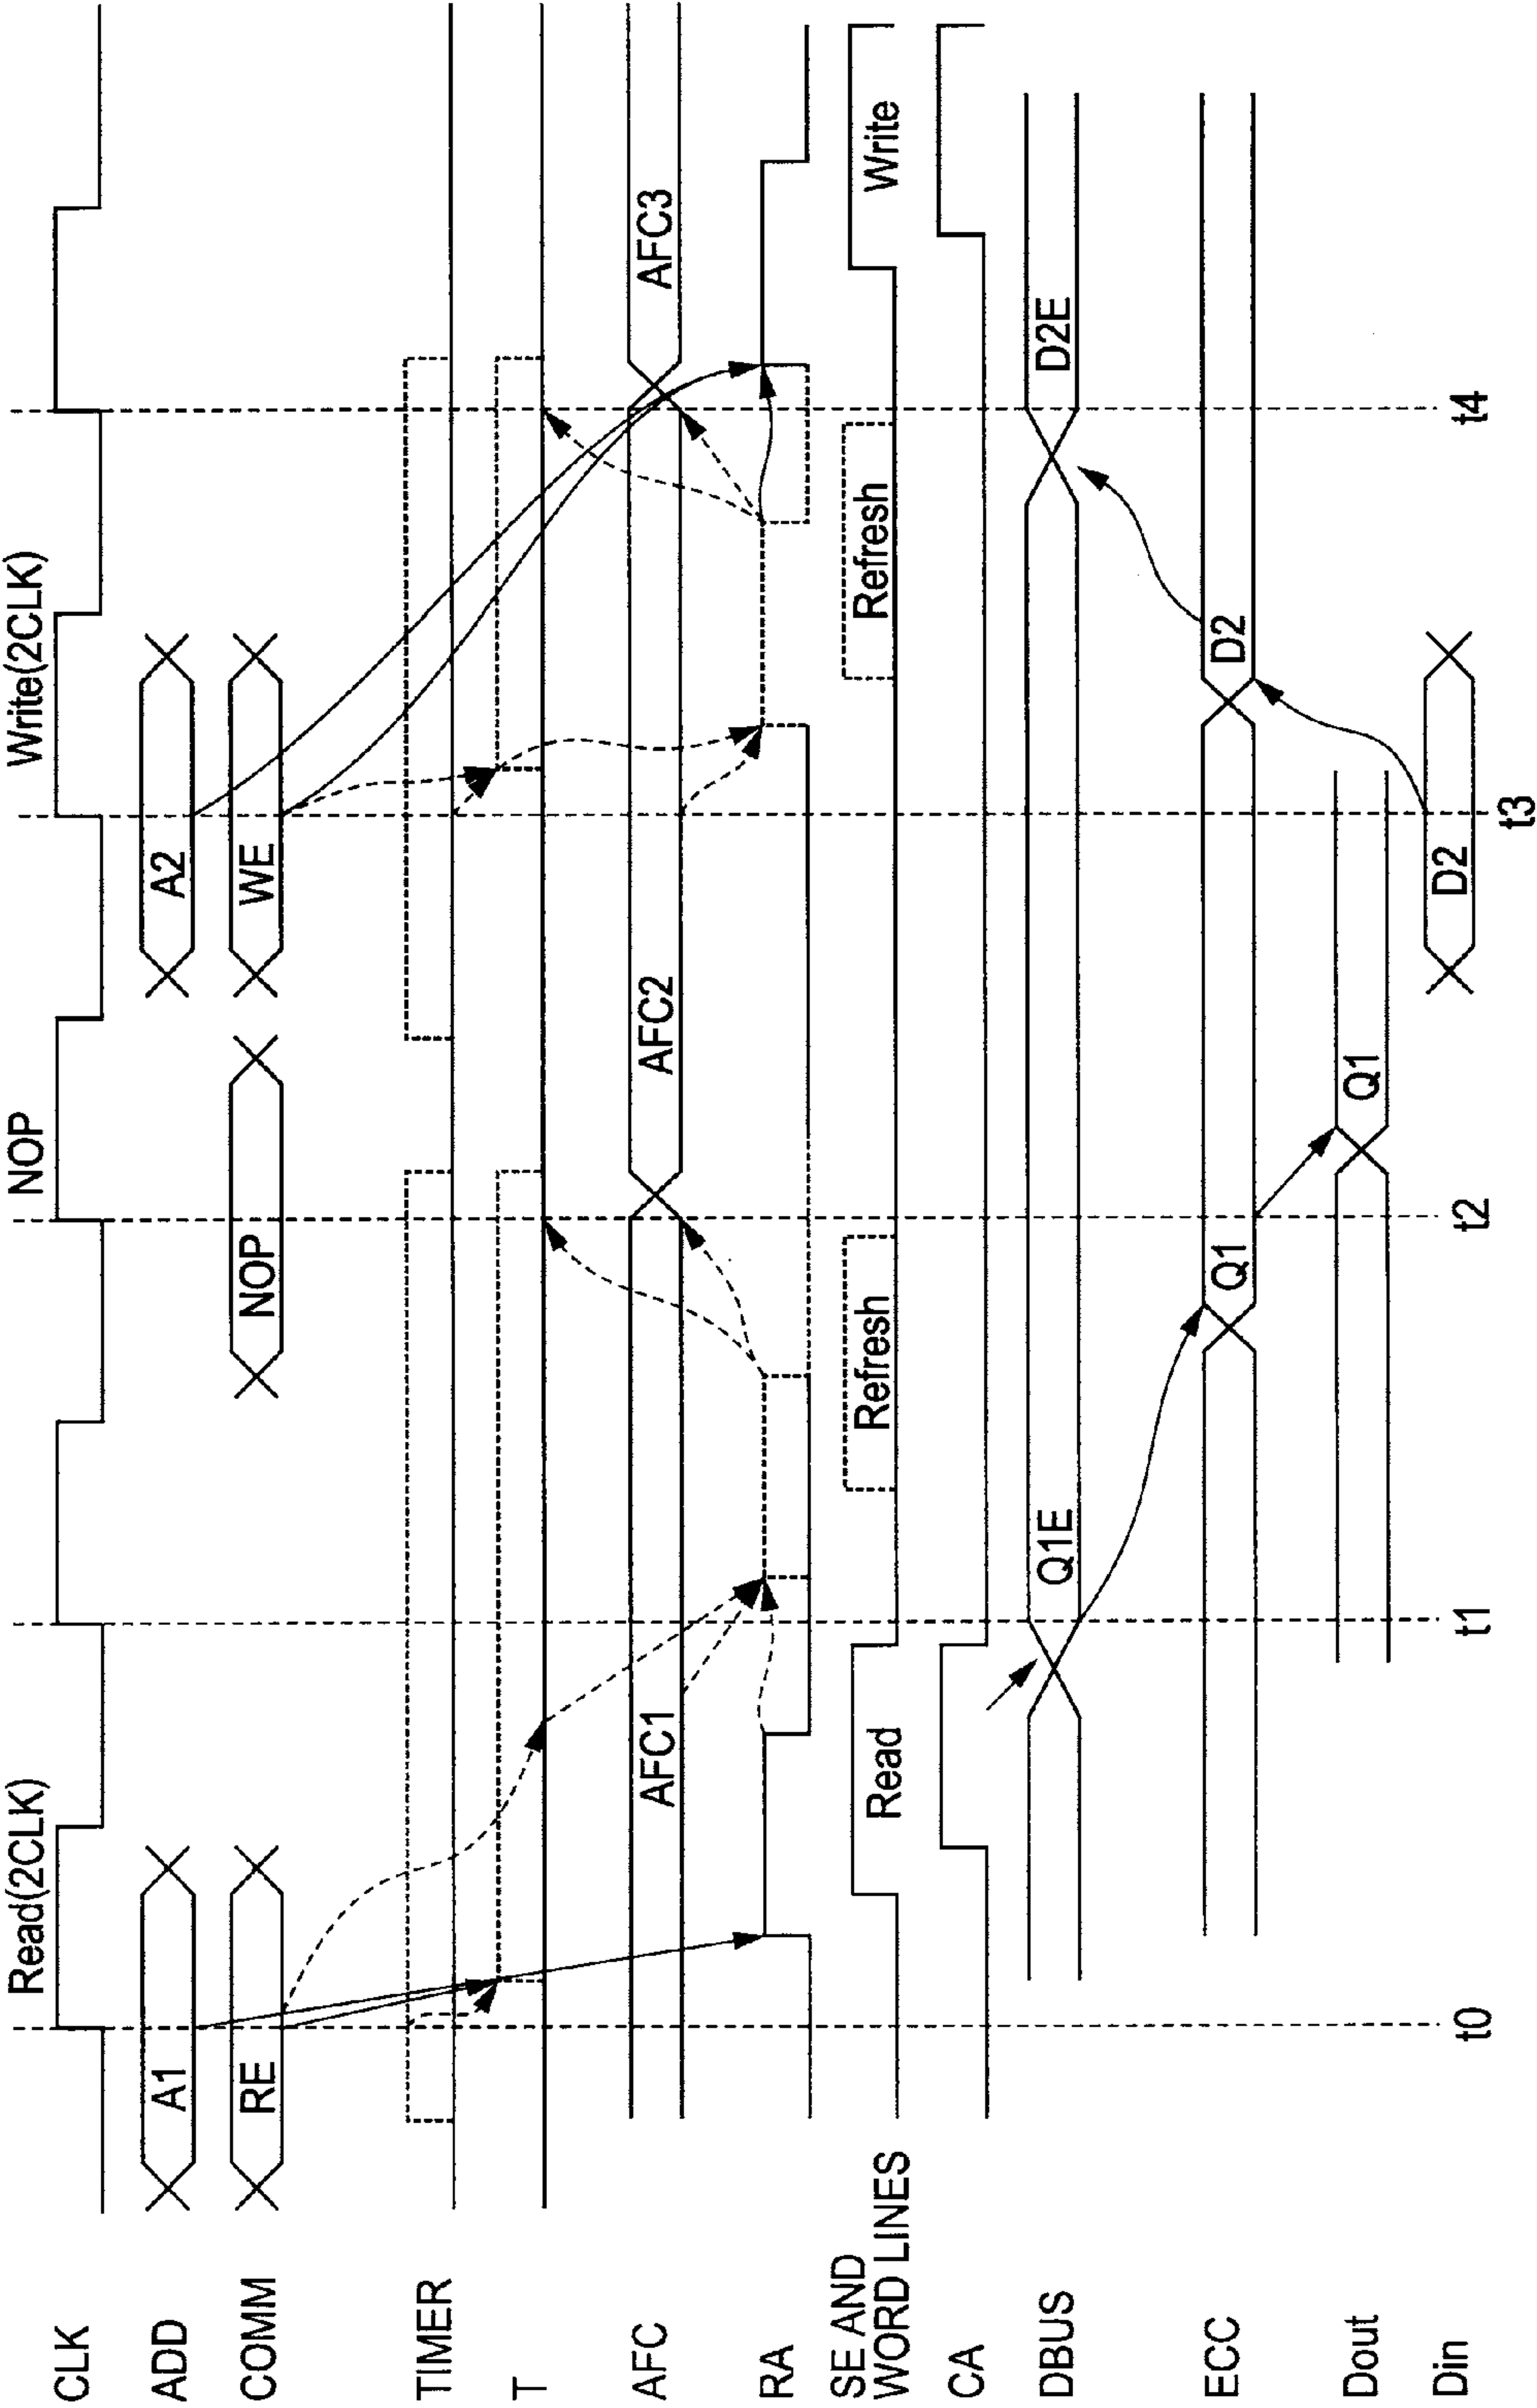 Read(2CLK) NOP Write(2CLK)
CLK
ADD A1 A2
COMM RE NOP WE
TIMER
T
AFC AFC1 AFC2 AFC3
RA
SE AND
WORD LINES Read Refresh Refresh Write
CA
DBUS Q1E D2E
ECC Q1 D2
Dout Q1
Din D2
t0 t1 t2 t3 t4